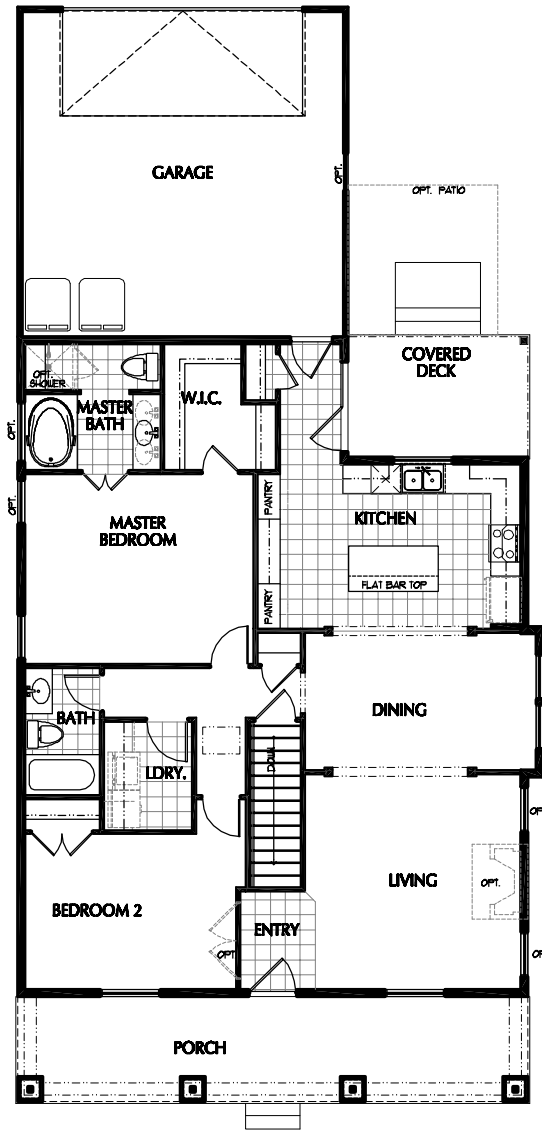 GARAGE
OPT.
OPT. PATIO
COVERED
DECK
OPT.
SHOWER
MASTER
BATH
W.I.C.
OPT.
OPT.
PANTRY
KITCHEN
MASTER
BEDROOM
FLAT BAR TOP
PANTRY
BATH
DINING
LDRY.
DOWN
LIVING
OPT.
BEDROOM 2
ENTRY
OPT
PORCH